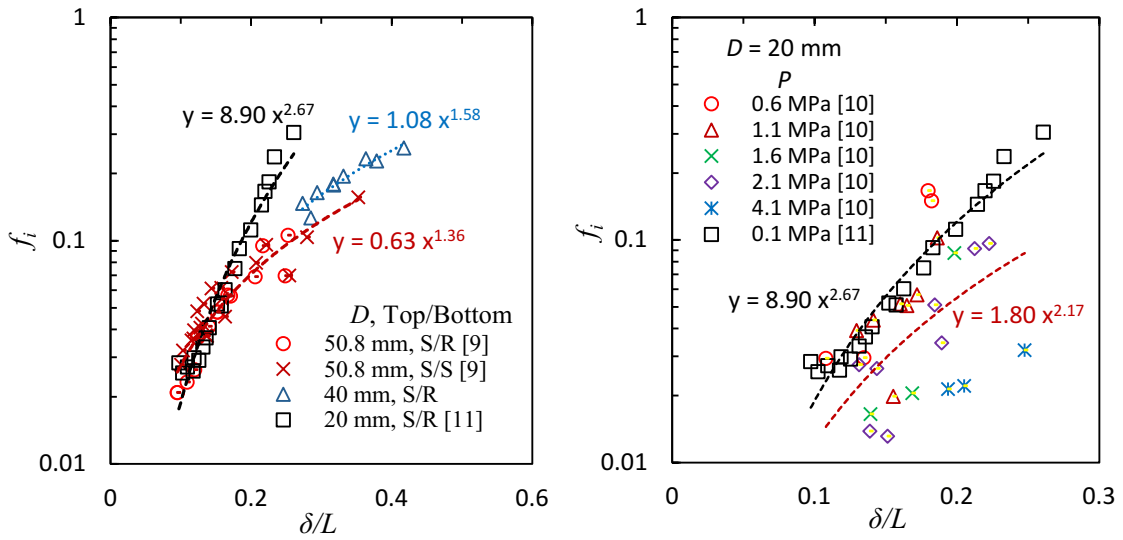 1
0.1
0.01
f_i
0
0.2
0.4
0.6
δ/L
y = 8.90 x^2.67
y = 1.08 x^1.58
y = 0.63 x^1.36
D, Top/Bottom
50.8 mm, S/R [9]
50.8 mm, S/S [9]
40 mm, S/R
20 mm, S/R [11]
1
0.1
0.01
f_i
0
0.1
0.2
0.3
δ/L
D = 20 mm
P
0.6 MPa [10]
1.1 MPa [10]
1.6 MPa [10]
2.1 MPa [10]
4.1 MPa [10]
0.1 MPa [11]
y = 8.90 x^2.67
y = 1.80 x^2.17